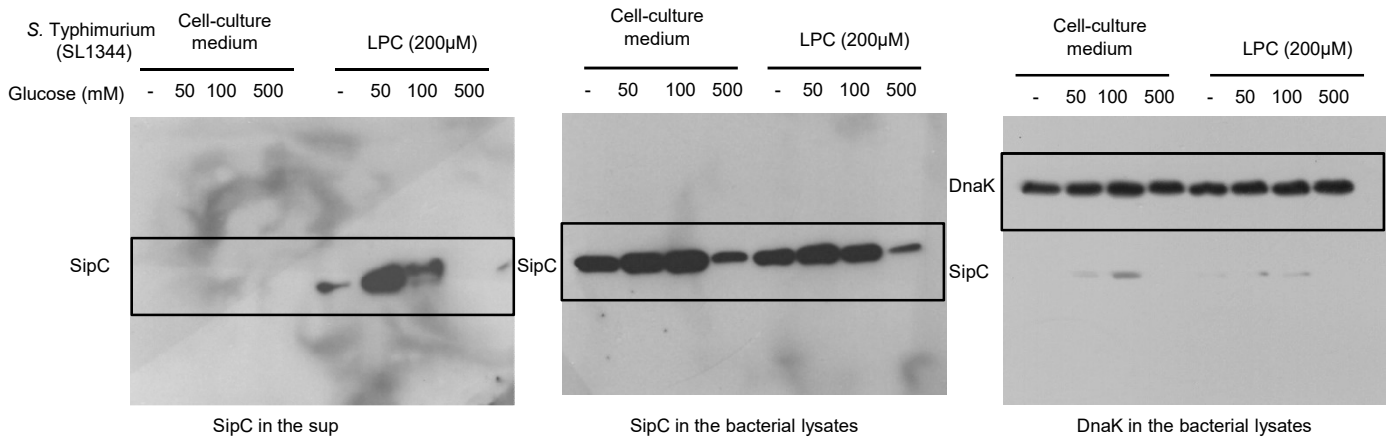 S. Typhimurium
(SL1344)
Cell-culture
medium
LPC (200µM)
Glucose (mM)
- 50 100 500 - 50 100 500
SipC
SipC in the sup
Cell-culture
medium
LPC (200µM)
- 50 100 500 - 50 100 500
SipC
SipC in the bacterial lysates
Cell-culture
medium
LPC (200µM)
- 50 100 500 - 50 100 500
DnaK
SipC
DnaK in the bacterial lysates